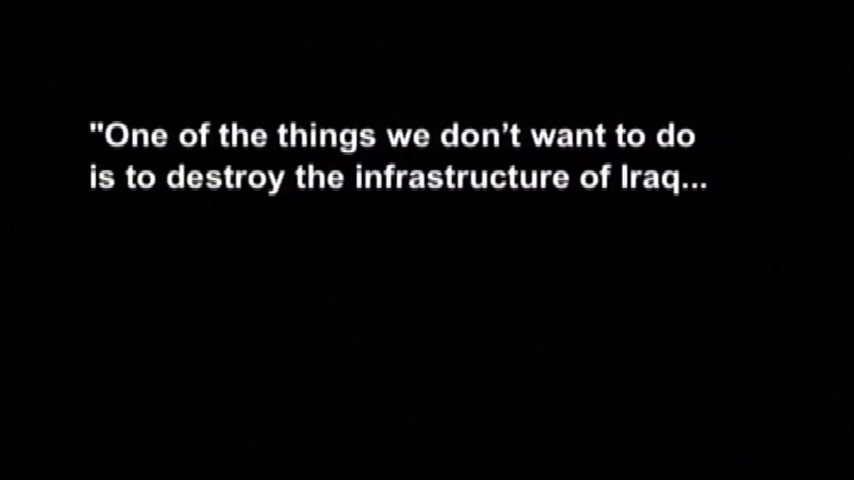 "One of the things we don’t want to do
is to destroy the infrastructure of Iraq...